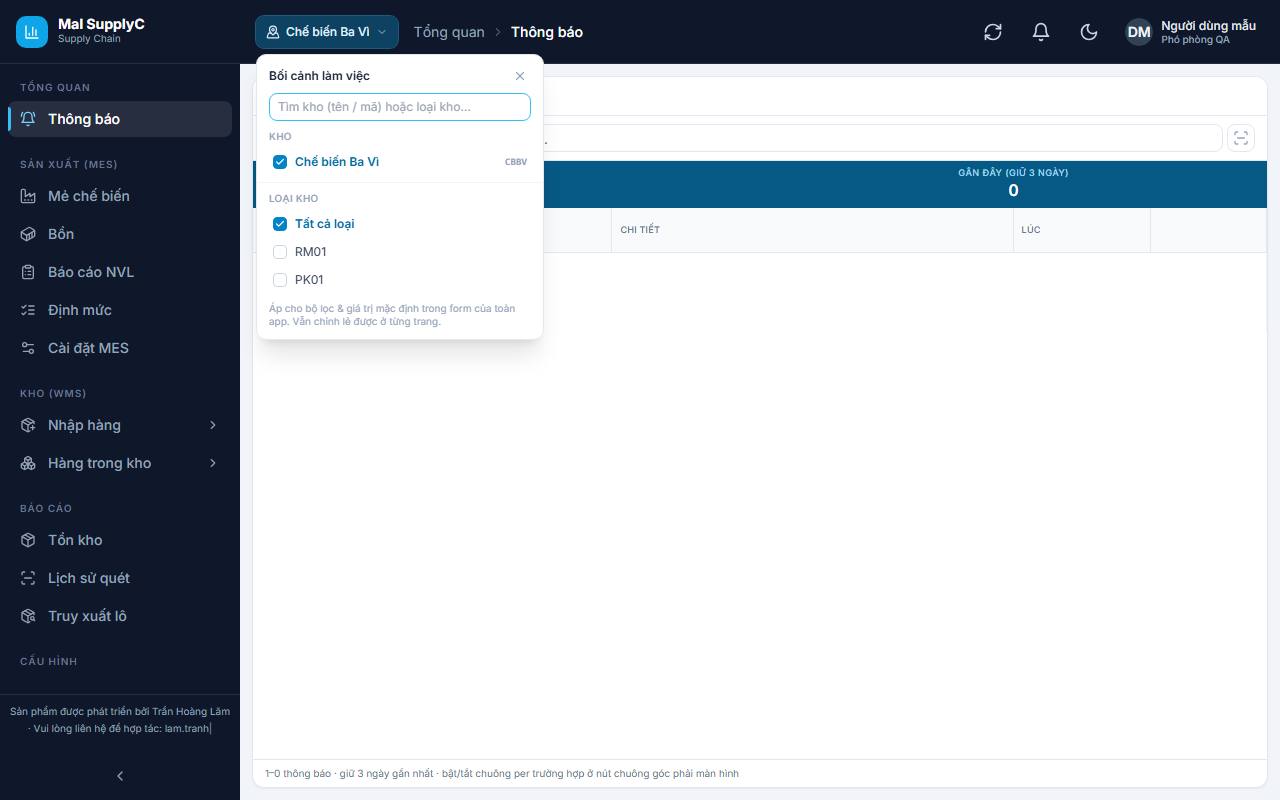 Mal SupplyC
Supply Chain
Chế biến Ba Vì
Tổng quan
Thông báo
DM
Người dùng mẫu
Phó phòng QA
TỔNG QUAN
Thông báo
SẢN XUẤT (MES)
Mẻ chế biến
Bồn
Báo cáo NVL
Định mức
Cài đặt MES
KHO (WMS)
Nhập hàng
Hàng trong kho
BÁO CÁO
Tồn kho
Lịch sử quét
Truy xuất lô
CẤU HÌNH
Sản phẩm được phát triển bởi Trần Hoàng Lâm
· Vui lòng liên hệ để hợp tác: lam.tranh|
Bối cảnh làm việc
Tìm kho (tên / mã) hoặc loại kho...
KHO
Chế biến Ba Vì
CBBV
LOẠI KHO
Tất cả loại
RM01
PK01
Áp cho bộ lọc & giá trị mặc định trong form của toàn
app. Vẫn chỉnh lẻ được ở từng trang.
GẦN ĐÂY (GIỮ 3 NGÀY)
0
CHI TIẾT
LÚC
1–0 thông báo · giữ 3 ngày gần nhất · bật/tắt chuông per trường hợp ở nút chuông góc phải màn hình